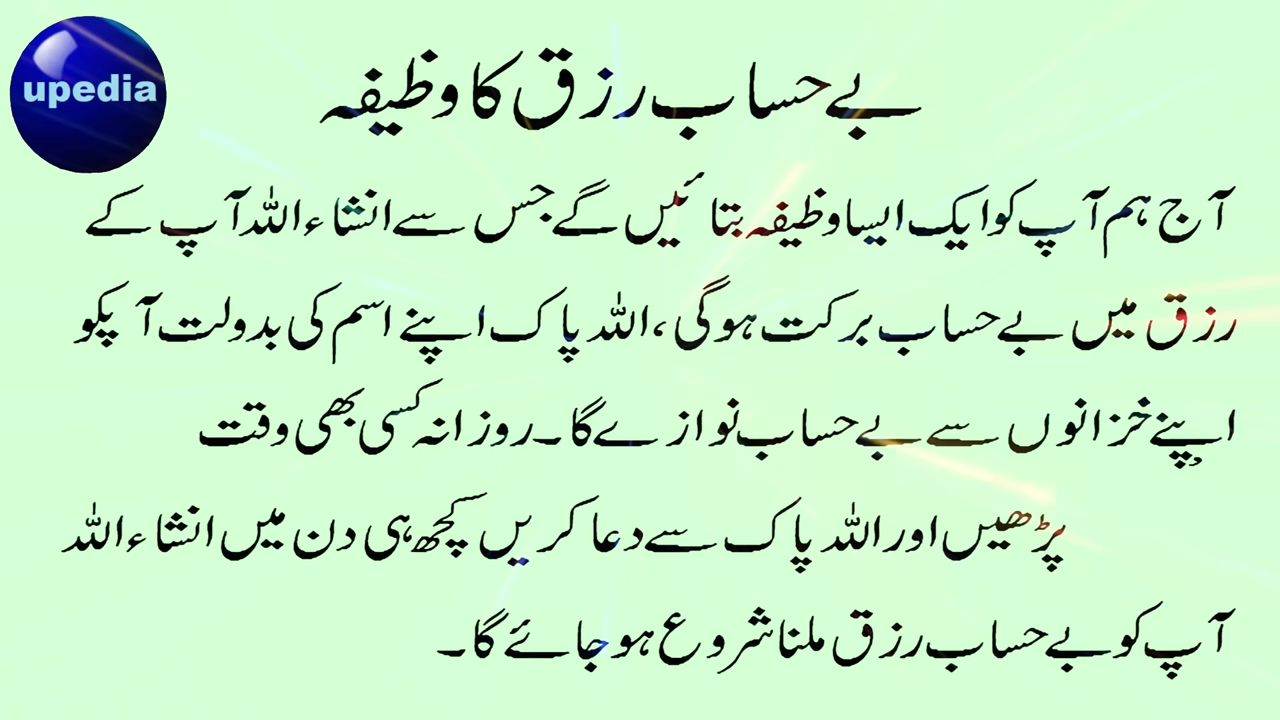 upedia
بے حساب رزق کا وظیفہ
آج ہم آپ کو ایک ایسا وظیفہ بتائیں گے جس سے انشاءاللہ آپ کے
رزق میں بے حساب برکت ہوگی، اللہ پاک اپنے اسم کی بدولت آپکو
اپنے خزانوں سے بے حساب نوازے گا۔ روزانہ کسی بھی وقت
پڑھیں اور اللہ پاک سے دعا کریں کچھ ہی دن میں انشاءاللہ
آپ کو بے حساب رزق ملنا شروع ہو جائے گا۔